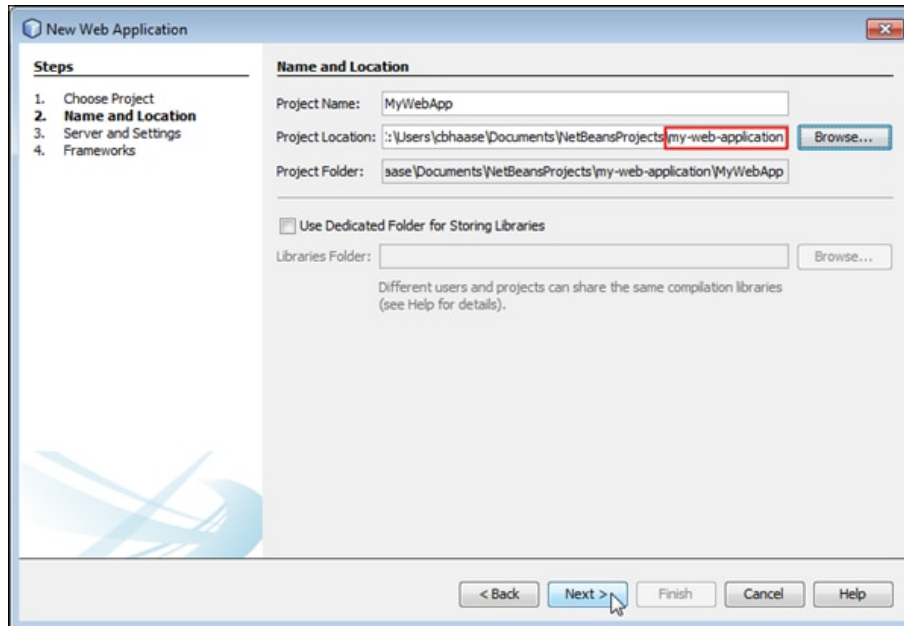 New Web Application
Steps
1. Choose Project
2. Name and Location
3. Server and Settings
4. Frameworks
Name and Location
Project Name: MyWebApp
Project Location: :\Users\cbhaase\Documents\NetBeansProjects\my-web-application Browse...
Project Folder: aase\Documents\NetBeansProjects\my-web-application\MyWebApp
Use Dedicated Folder for Storing Libraries
Libraries Folder: Browse...
Different users and projects can share the same compilation libraries
(see Help for details).
< Back Next > Finish Cancel Help